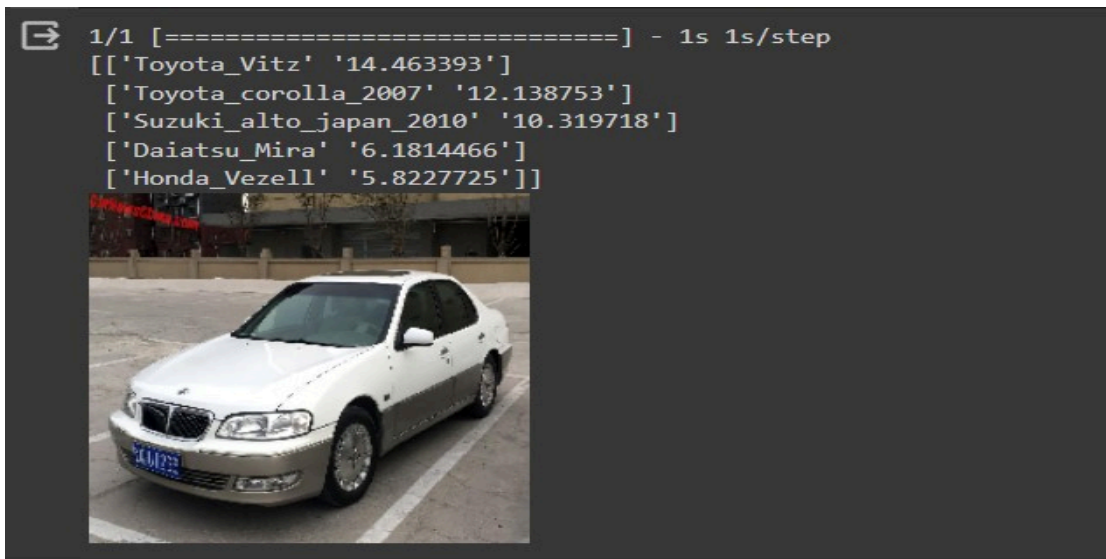 1/1 [==============================] - 1s 1s/step
[['Toyota_Vitz' '14.463393']
['Toyota_corolla_2007' '12.138753']
['Suzuki_alto_japan_2010' '10.319718']
['Daiatsu_Mira' '6.1814466']
['Honda_Vezell' '5.8227725']]